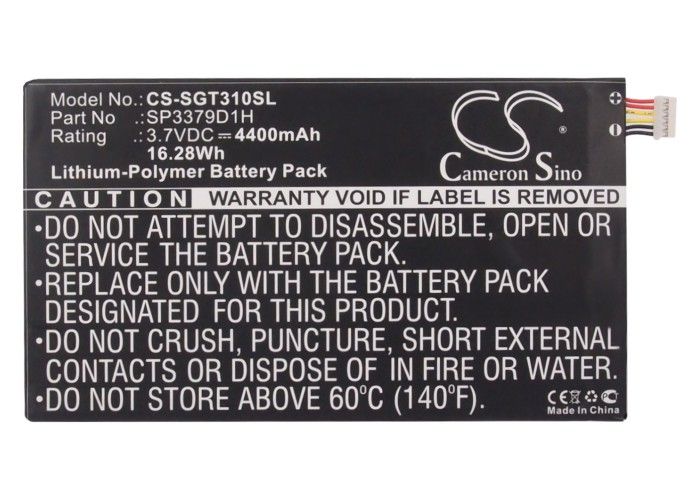 Model No.: CS-SGT310SL
Part No : SP3379D1H
Rating : 3.7VDC 4400mAh
16.28Wh
Lithium-Polymer Battery Pack
CS
Cameron Sino
CAUTION WARRANTY VOID IF LABEL IS REMOVED
•DO NOT ATTEMPT TO DISASSEMBLE, OPEN OR
SERVICE THE BATTERY PACK.
•REPLACE ONLY WITH THE BATTERY PACK
DESIGNATED FOR THIS PRODUCT.
•DO NOT CRUSH, PUNCTURE, SHORT EXTERNAL
CONTACTS OR DISPOSE OF IN FIRE OR WATER.
•DO NOT STORE ABOVE 60°C (140°F).
CE
Made In China